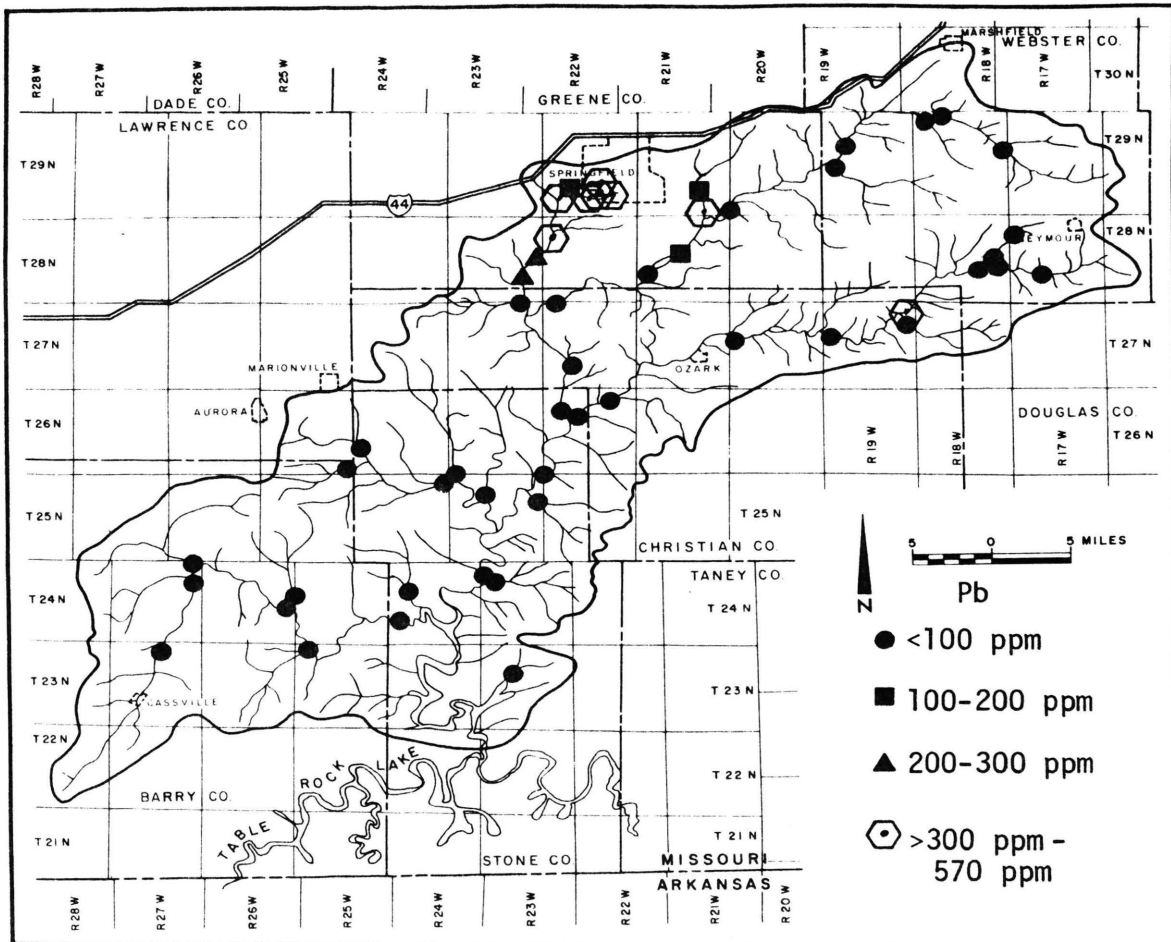 MARSHFIELD
WEBSTER CO.
R28W R27W R26W R25W R24W R23W R22W R21W R20W R19W R18W R17W
T30N
DADE CO.
GREENE CO.
LAWRENCE CO
T29N
T29N
SPRINGFIELD
44
T28N
SEYMOUR
T28N
T27N
T27N
OZARK
MARIONVILLE
AURORA
DOUGLAS CO.
T26N
R19W R18W R17W
T26N
T25N
T25N
CHRISTIAN CO.
TANEY CO.
5 0 5 MILES
N
Pb
T24N
T24N
<100 ppm
T23N
CASSVILLE
T23N
100-200 ppm
T22N
T22N
200-300 ppm
BARRY CO.
TABLE ROCK LAKE
T21N
T21N
STONE CO.
MISSOURI
ARKANSAS
>300 ppm-
570 ppm
R28W R27W R26W R25W R24W R23W R22W R21W R20W